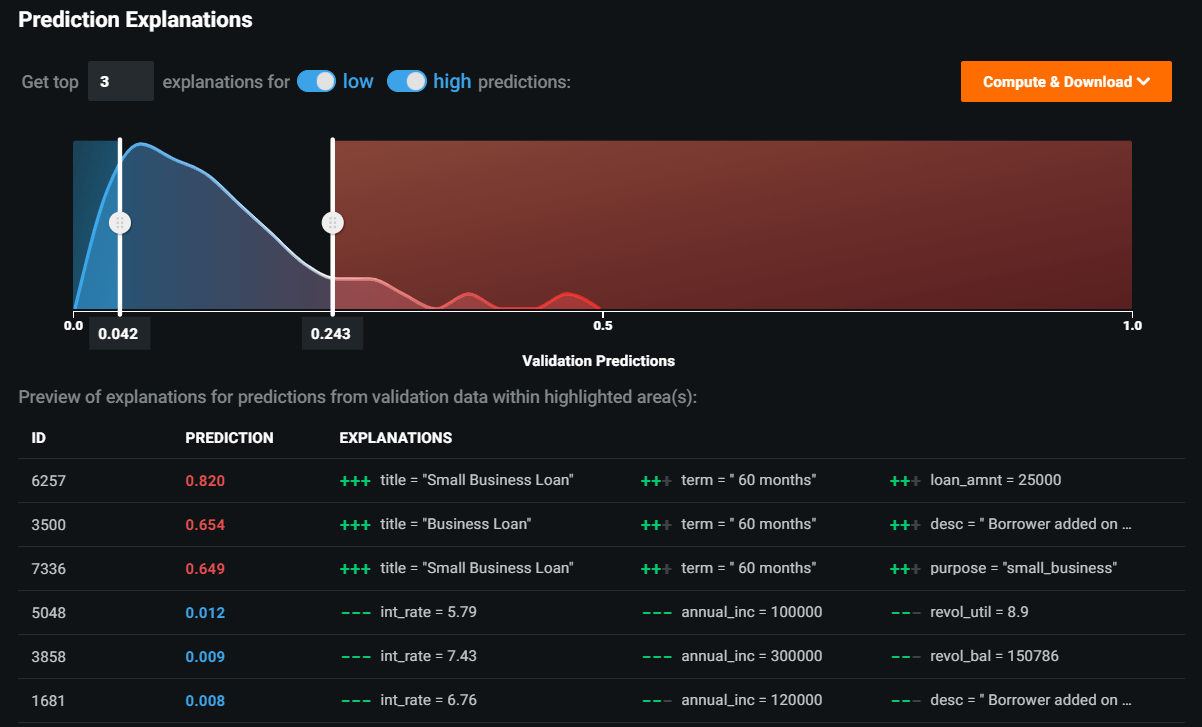 Prediction Explanations
Get top 3 explanations for low high predictions:
Compute & Download
0.0 0.5 1.0
0.042 0.243
Validation Predictions
Preview of explanations for predictions from validation data within highlighted area(s):
ID PREDICTION EXPLANATIONS
6257 0.820 +++ title = "Small Business Loan" +++ term = " 60 months" +++ loan_amnt = 25000
3500 0.654 +++ title = "Business Loan" +++ term = " 60 months" +++ desc = " Borrower added on ...
7336 0.649 +++ title = "Small Business Loan" +++ term = " 60 months" +++ purpose = "small_business"
5048 0.012 --- int_rate = 5.79 --- annual_inc = 100000 --- revol_util = 8.9
3858 0.009 --- int_rate = 7.43 --- annual_inc = 300000 --- revol_bal = 150786
1681 0.008 --- int_rate = 6.76 --- annual_inc = 120000 --- desc = " Borrower added on ...